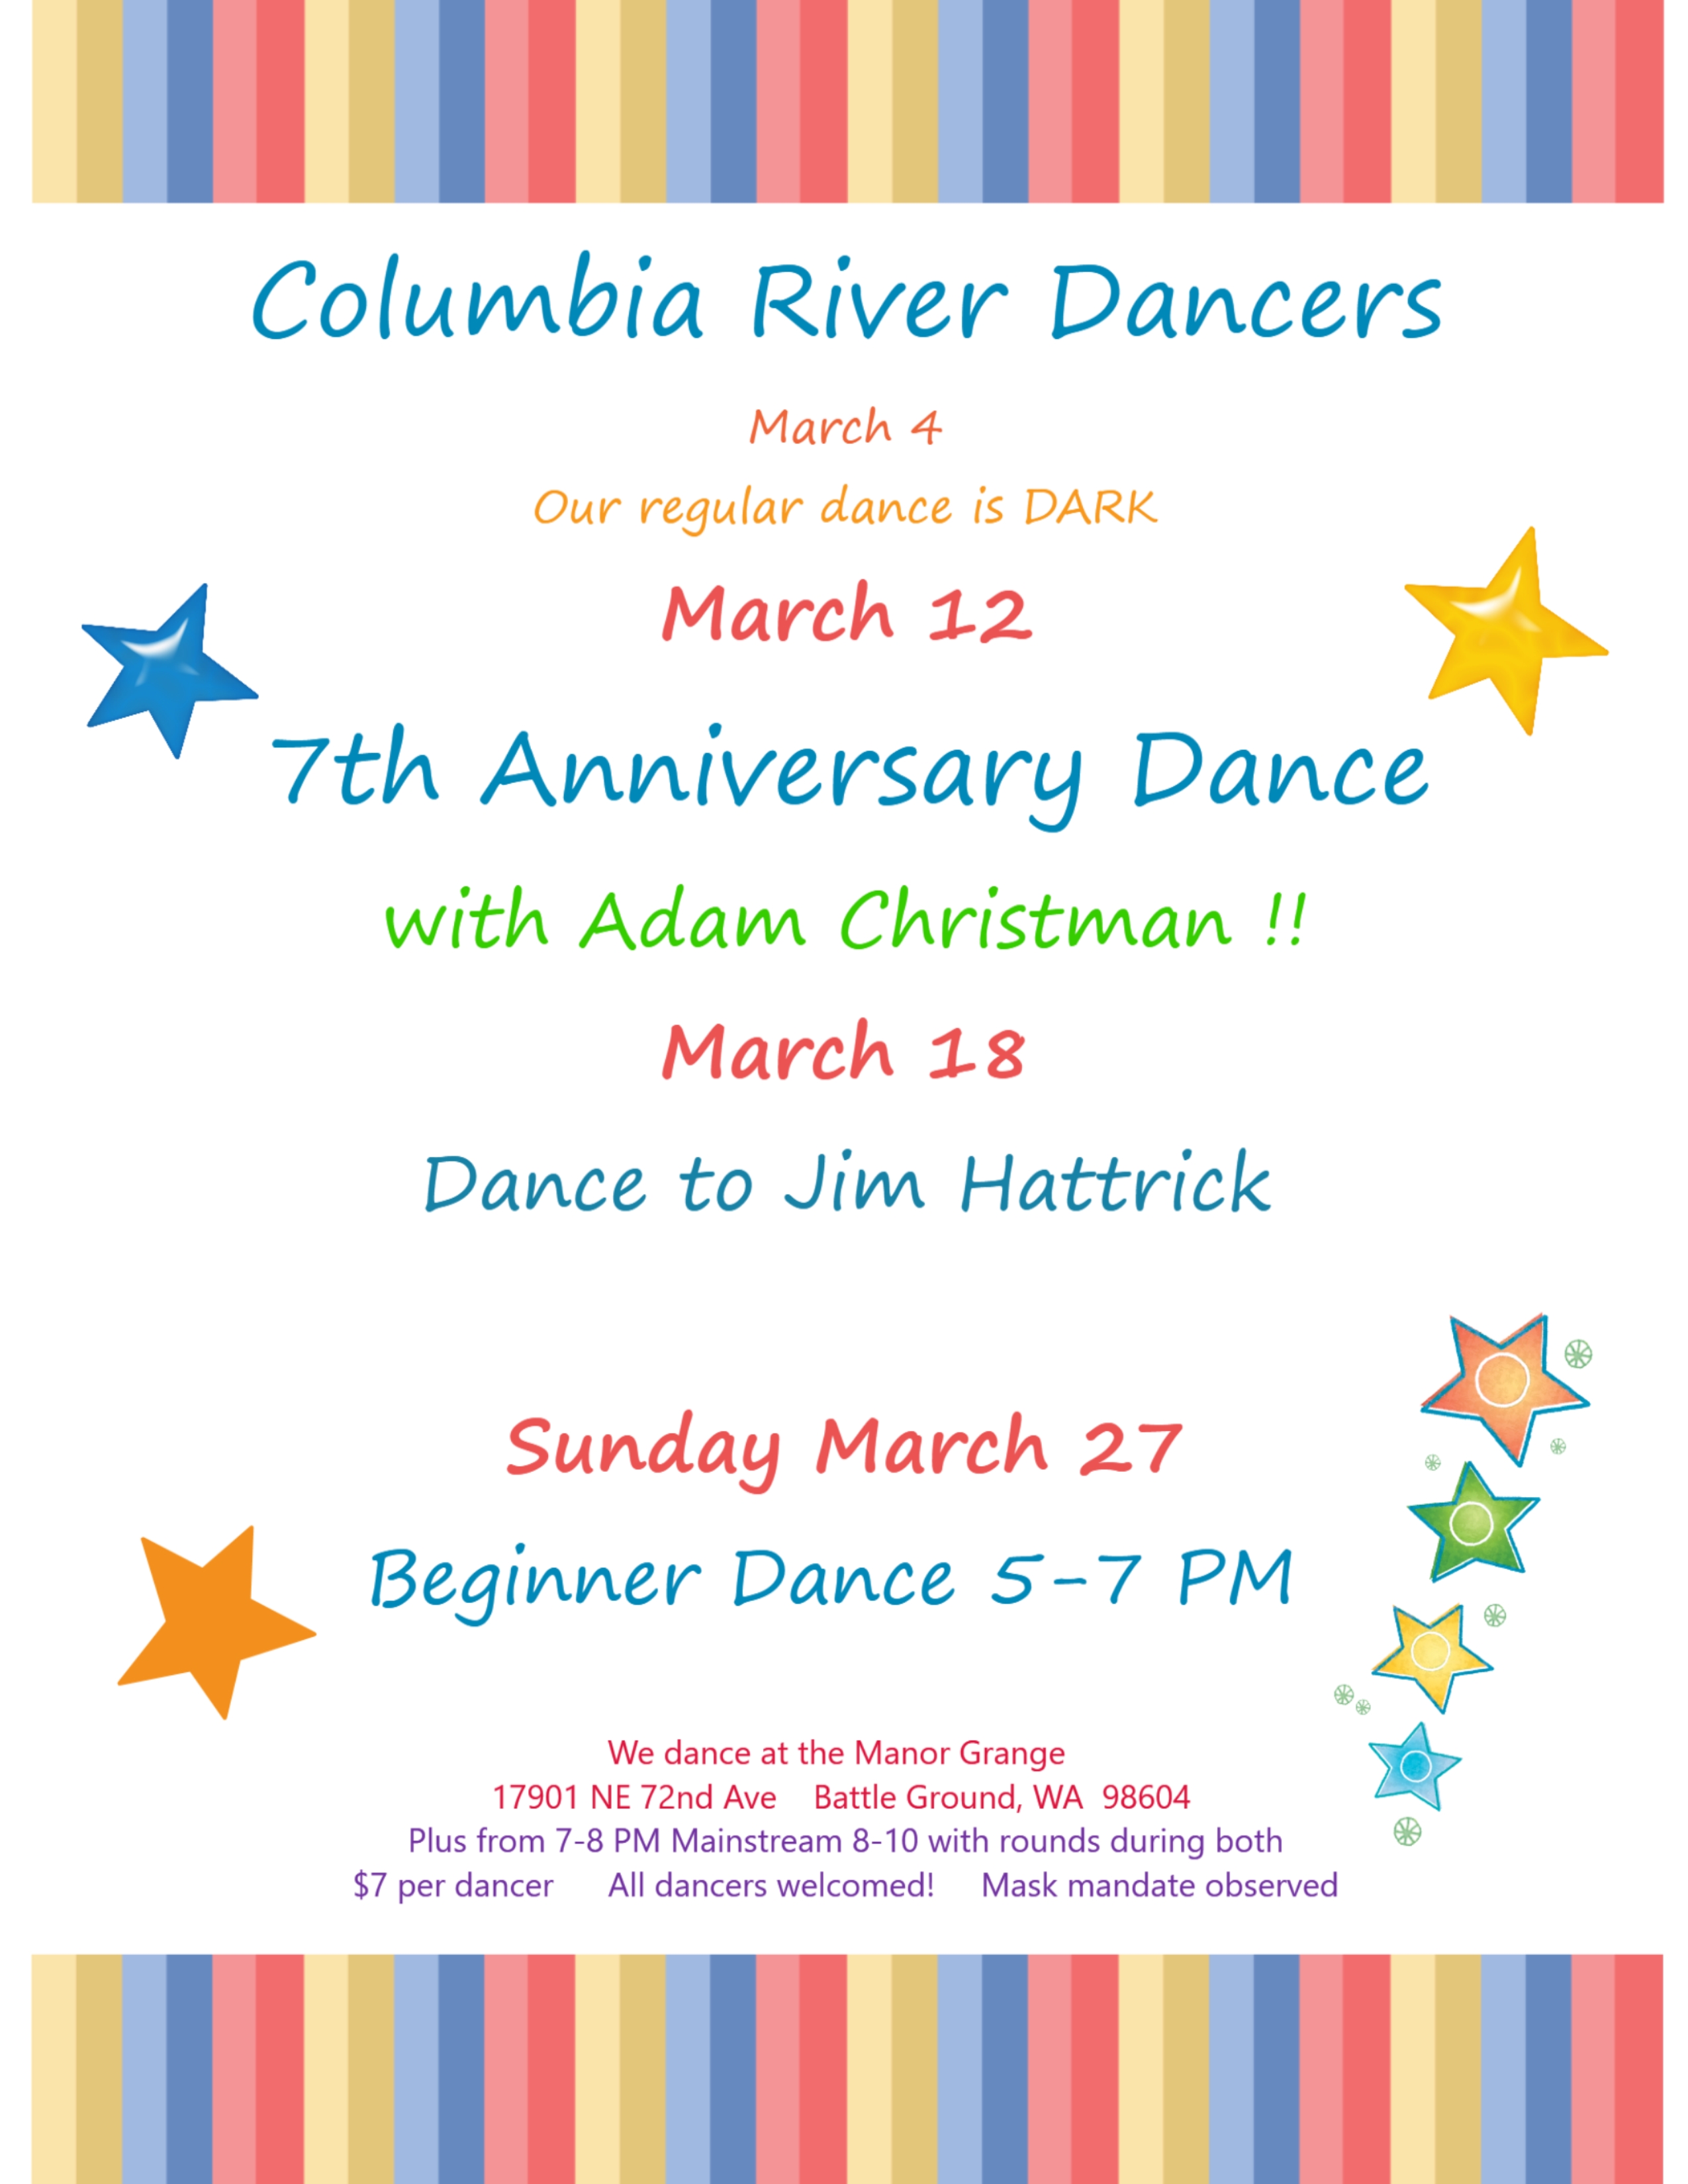 Columbia River Dancers
March 4
Our regular dance is DARK
March 12
7th Anniversary Dance
with Adam Christman !!
March 18
Dance to Jim Hattrick
Sunday March 27
Beginner Dance 5-7 PM
We dance at the Manor Grange
17901 NE 72nd Ave    Battle Ground, WA  98604
Plus from 7-8 PM Mainstream 8-10 with rounds during both
$7 per dancer      All dancers welcomed!     Mask mandate observed